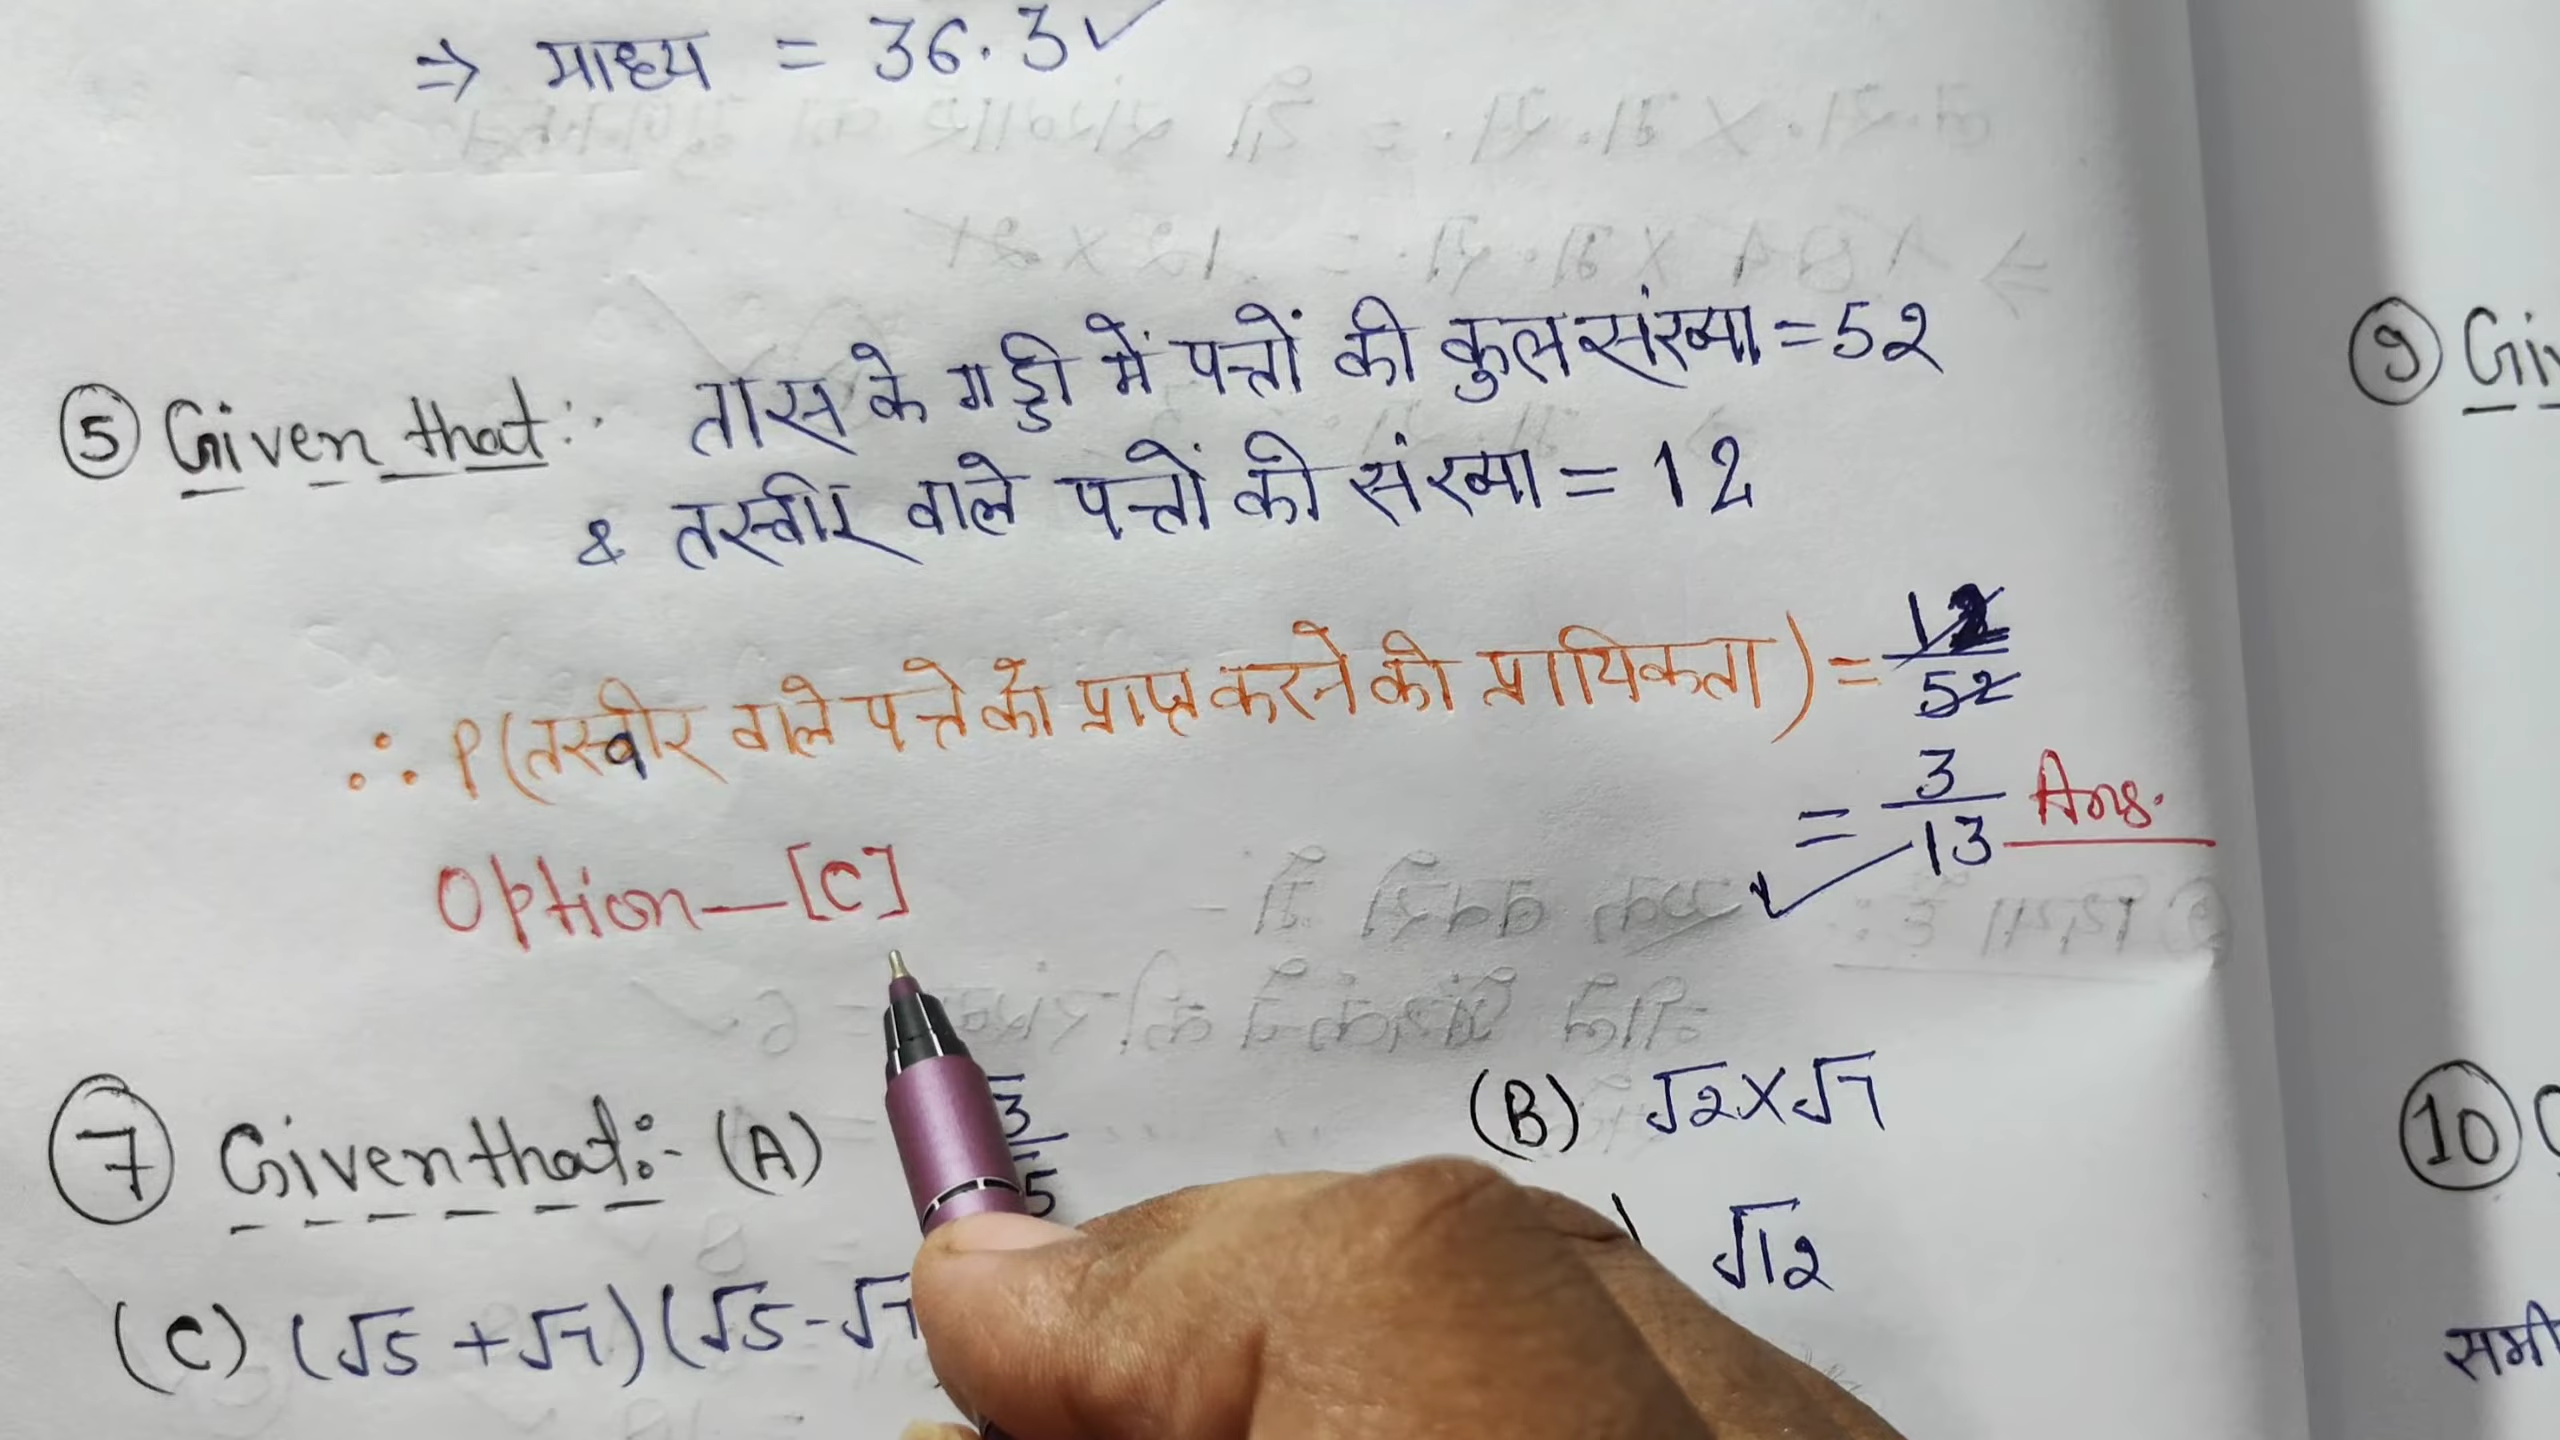 ⇒ माध्य = 36.3 ✓
⑤ Given that:- तास के गड्डी में पत्तों की कुल संख्या = 52
& तस्वीर वाले पत्तों की संख्या = 12
∴ P(तस्वीर वाले पत्ते को प्राप्त करने की प्रायिकता) = 12/52
= 3/13 Ans.
Option—[C]
⑦ Given that:- (A)
(B) √2×√7
√12
(C) (√5 +√7)(√5-√7
⑨ Giv
⑩
समी